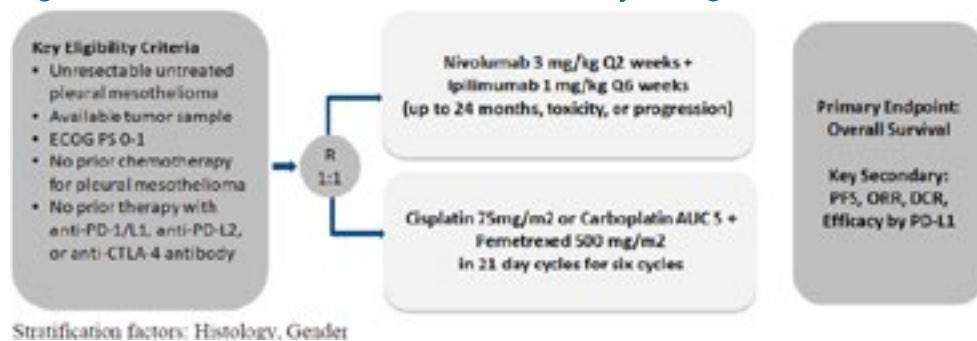 Key Eligibility Criteria
• Unresectable untreated
pleural mesothelioma
• Available tumor sample
• ECOG PS 0-1
• No prior chemotherapy
for pleural mesothelioma
• No prior therapy with
anti-PD-1/L1, anti-PD-L2,
or anti-CTLA-4 antibody
R
1:1
Nivolumab 3 mg/kg Q2 weeks +
Ipilimumab 1 mg/kg Q6 weeks
(up to 24 months, toxicity, or progression)
Cisplatin 75mg/m2 or Carboplatin AUC 5 +
Pemetrexed 500 mg/m2
in 21 day cycles for six cycles
Primary Endpoint:
Overall Survival
Key Secondary:
PFS, ORR, DCR,
Efficacy by PD-L1
Stratification factors: Histology, Gender